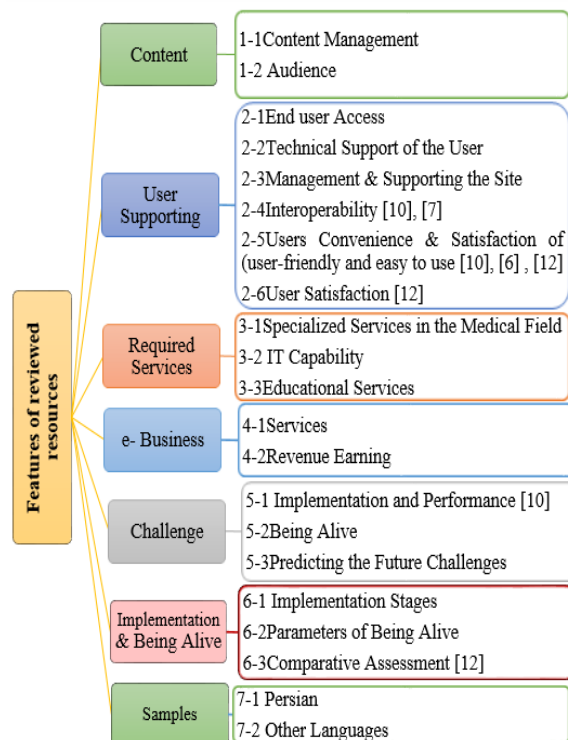 Features of reviewed
resources
Content
1-1Content Management
1-2 Audience
User
Supporting
2-1End user Access
2-2Technical Support of the User
2-3Management & Supporting the Site
2-4Interoperability [10], [7]
2-5Users Convenience & Satisfaction of
(user-friendly and easy to use [10], [6] , [12]
2-6User Satisfaction [12]
Required
Services
3-1Specialized Services in the Medical Field
3-2 IT Capability
3-3Educational Services
e- Business
4-1Services
4-2Revenue Earning
Challenge
5-1 Implementation and Performance [10]
5-2Being Alive
5-3Predicting the Future Challenges
Implementation
& Being Alive
6-1 Implementation Stages
6-2Parameters of Being Alive
6-3Comparative Assessment [12]
Samples
7-1 Persian
7-2 Other Languages